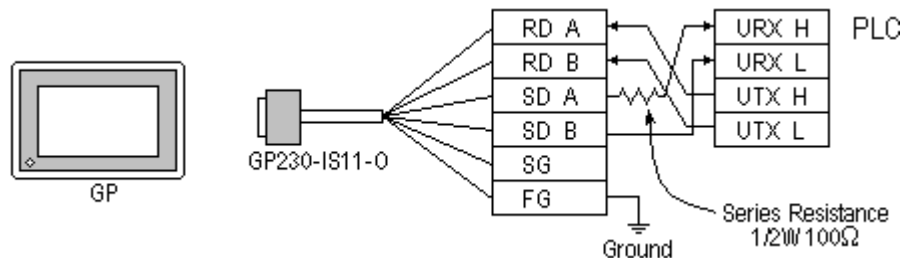 GP
GP230-IS11-O
RD A
RD B
SD A
SD B
SG
FG
Ground
URX H
URX L
UTX H
UTX L
PLC
Series Resistance
1/2W 100Ω